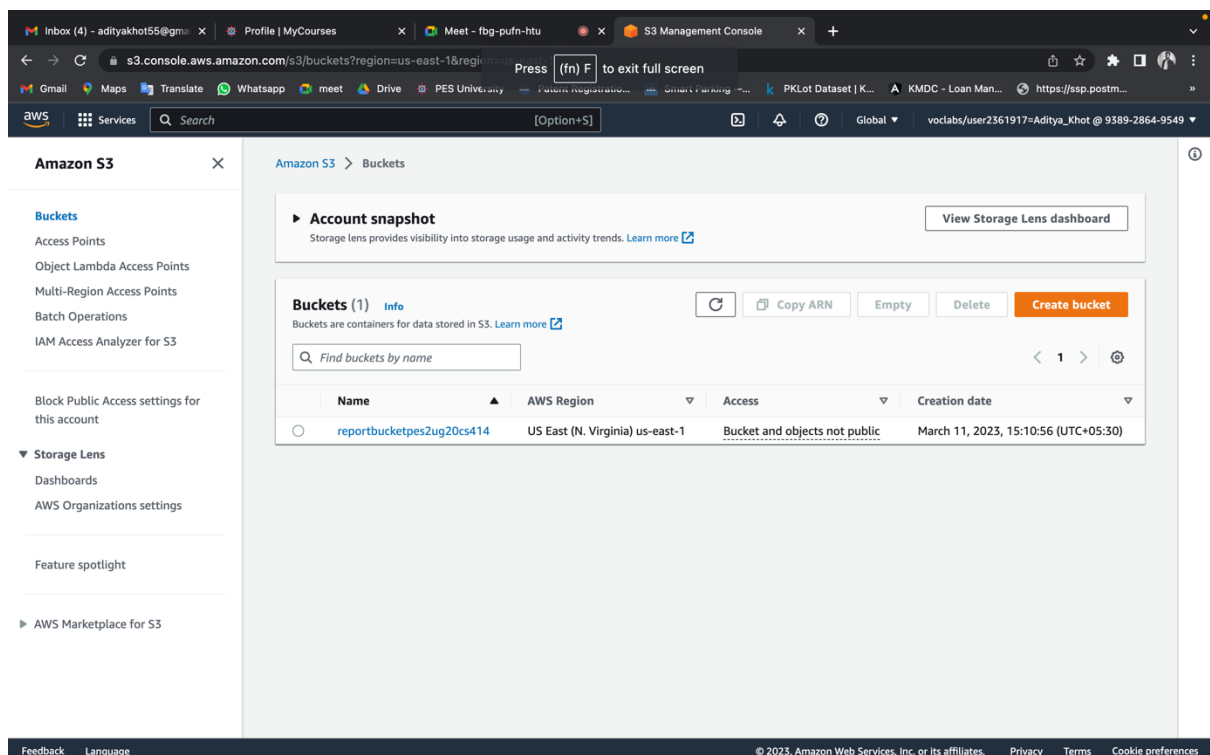 Inbox (4) - adityakhot55@gma
Profile | MyCourses
Meet - fbg-pufn-htu
S3 Management Console
s3.console.aws.amazon.com/s3/buckets?region=us-east-1&region=us-east-1
Press (fn) F to exit full screen
Gmail Maps Translate Whatsapp meet Drive PES University Patent Registratio... Smart Parking -... PKLot Dataset | K... KMDC - Loan Man... https://ssp.postm... »
aws Services Search [Option+S] Global ▼ voclabs/user2361917=Aditya_Khot @ 9389-2864-9549 ▼
Amazon S3
Buckets
Access Points
Object Lambda Access Points
Multi-Region Access Points
Batch Operations
IAM Access Analyzer for S3
Block Public Access settings for
this account
Storage Lens
Dashboards
AWS Organizations settings
Feature spotlight
AWS Marketplace for S3
Amazon S3 > Buckets
Account snapshot
Storage lens provides visibility into storage usage and activity trends. Learn more
View Storage Lens dashboard
Buckets (1) Info
Buckets are containers for data stored in S3. Learn more
Copy ARN Empty Delete Create bucket
Find buckets by name
< 1 >
Name AWS Region Access Creation date
reportbucketpes2ug20cs414 US East (N. Virginia) us-east-1 Bucket and objects not public March 11, 2023, 15:10:56 (UTC+05:30)
Feedback Language © 2023, Amazon Web Services, Inc. or its affiliates. Privacy Terms Cookie preferences